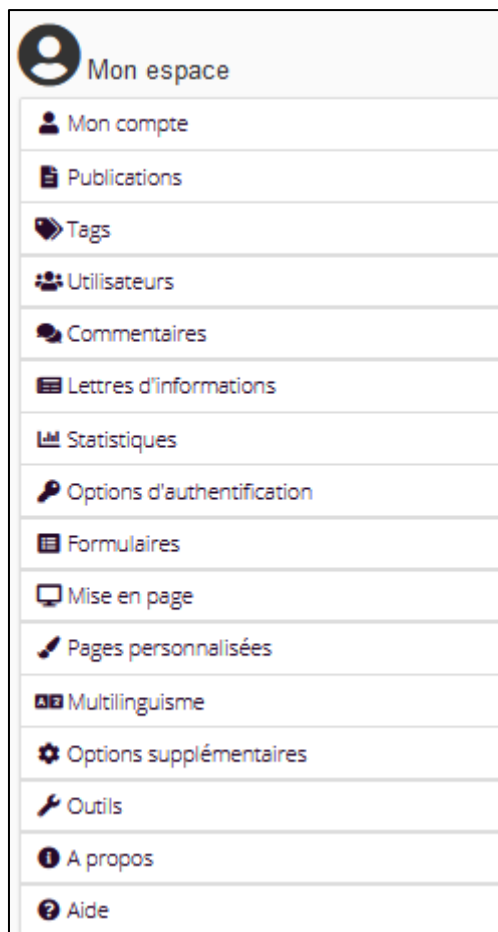 Mon espace
Mon compte
Publications
Tags
Utilisateurs
Commentaires
Lettres d'informations
Statistiques
Options d'authentification
Formulaires
Mise en page
Pages personnalisées
Multilinguisme
Options supplémentaires
Outils
A propos
Aide